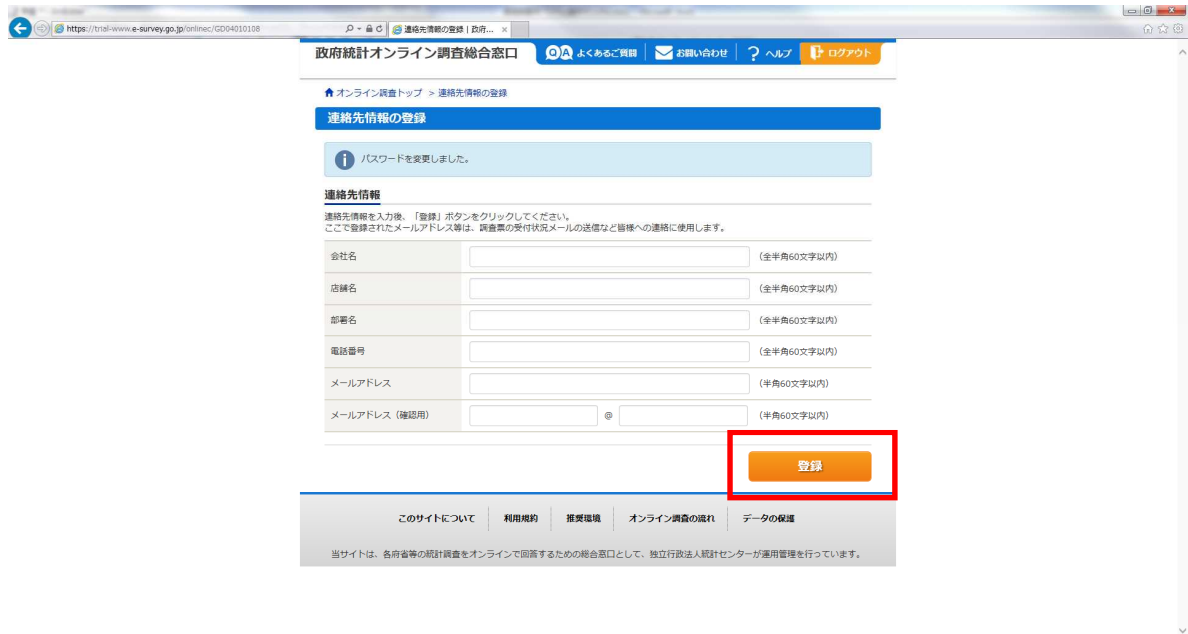 https://trial-www.e-survey.go.jp/onlinec/GD04010108
連絡先情報の登録 | 政府...
政府統計オンライン調査総合窓口
よくあるご質問
お問い合わせ
ヘルプ
ログアウト
オンライン調査トップ > 連絡先情報の登録
連絡先情報の登録
パスワードを変更しました。
連絡先情報
連絡先情報を入力後、「登録」ボタンをクリックしてください。
ここで登録されたメールアドレス等は、調査票の受付状況メールの送信など皆様への連絡に使用します。
会社名 (全半角60文字以内)
店舗名 (全半角60文字以内)
部署名 (全半角60文字以内)
電話番号 (全半角60文字以内)
メールアドレス (半角60文字以内)
メールアドレス(確認用) @ (半角60文字以内)
登録
このサイトについて 利用規約 推奨環境 オンライン調査の流れ データの保護
当サイトは、各府省等の統計調査をオンラインで回答するための総合窓口として、独立行政法人統計センターが運用管理を行っています。